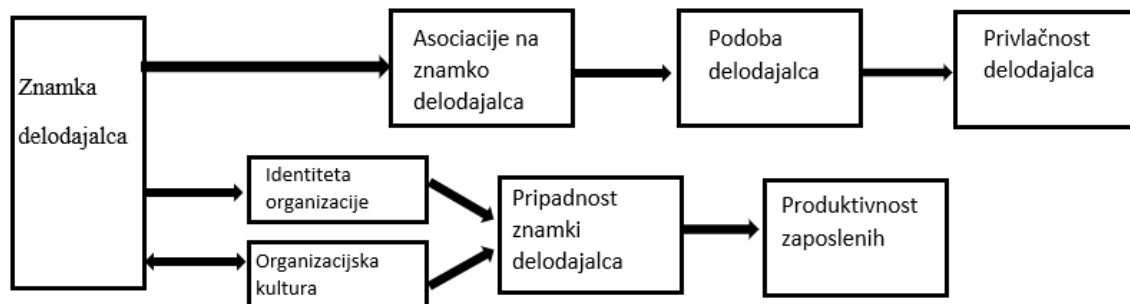 Znamka
delodajalca
Asociacije na
znamko
delodajalca
Podoba
delodajalca
Privlačnost
delodajalca
Identiteta
organizacije
Organizacijska
kultura
Pripadnost
znamki
delodajalca
Produktivnost
zaposlenih